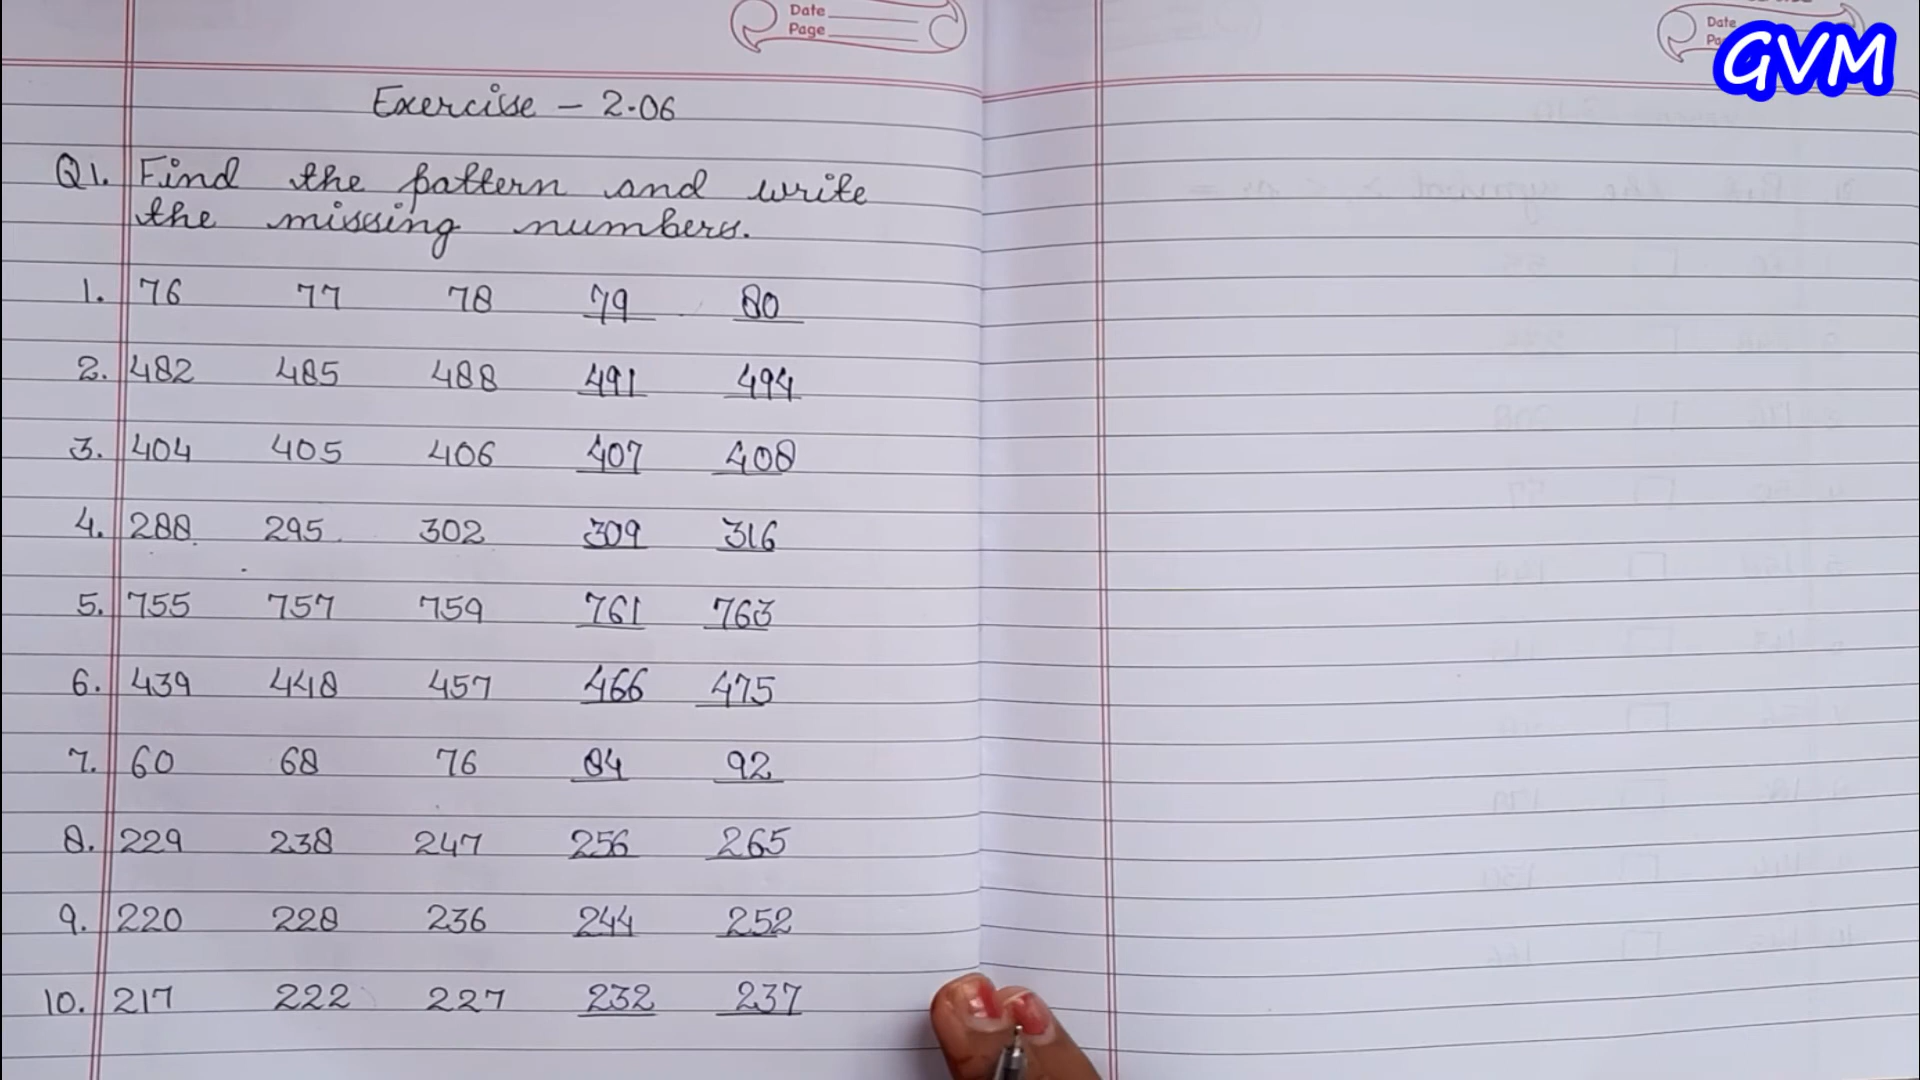 Date
Page
Date
GVM
Exercise - 2.06
Q1. Find the pattern and write
the missing numbers.
1. 76 77 78 79 80
2. 482 485 488 491 494
3. 404 405 406 407 408
4. 288 295 302 309 316
5. 755 757 759 761 763
6. 439 448 457 466 475
7. 60 68 76 84 92
8. 229 238 247 256 265
9. 220 228 236 244 252
10. 217 222 227 232 237